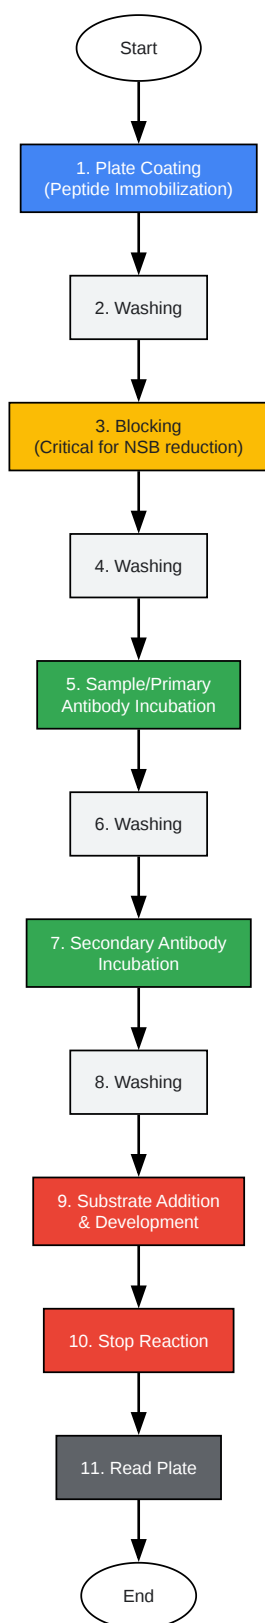 Start
1. Plate Coating
(Peptide Immobilization)
2. Washing
3. Blocking
(Critical for NSB reduction)
4. Washing
5. Sample/Primary
Antibody Incubation
6. Washing
7. Secondary Antibody
Incubation
8. Washing
9. Substrate Addition
& Development
10. Stop Reaction
11. Read Plate
End